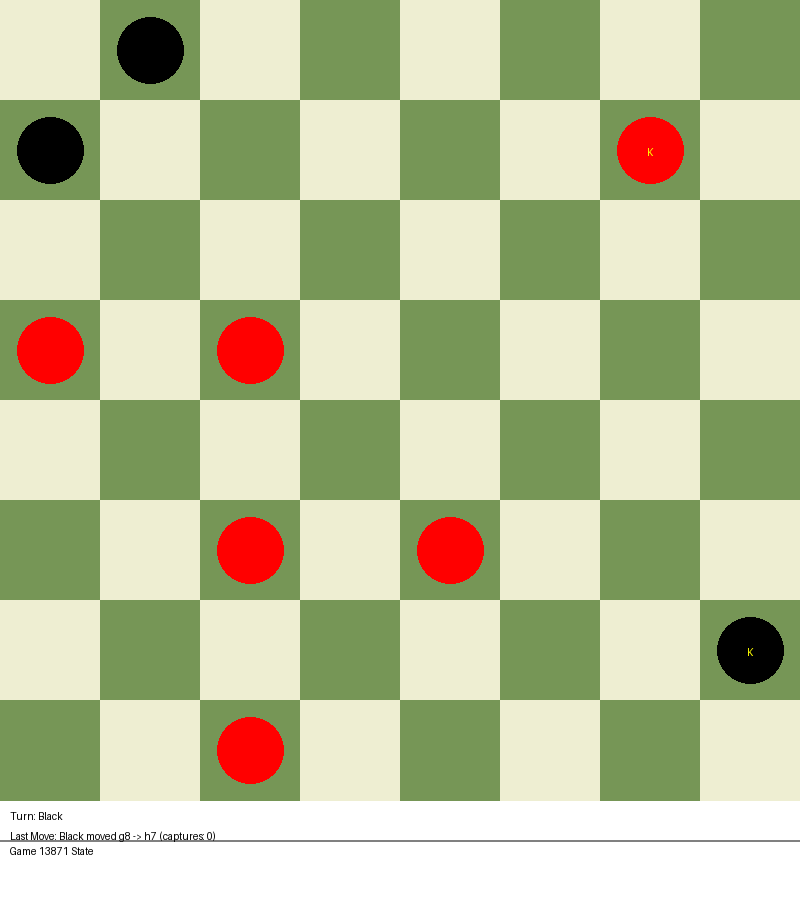 K
K
Turn: Black
Last Move: Black moved g8 -> h7 (captures: 0)
Game 13871 State